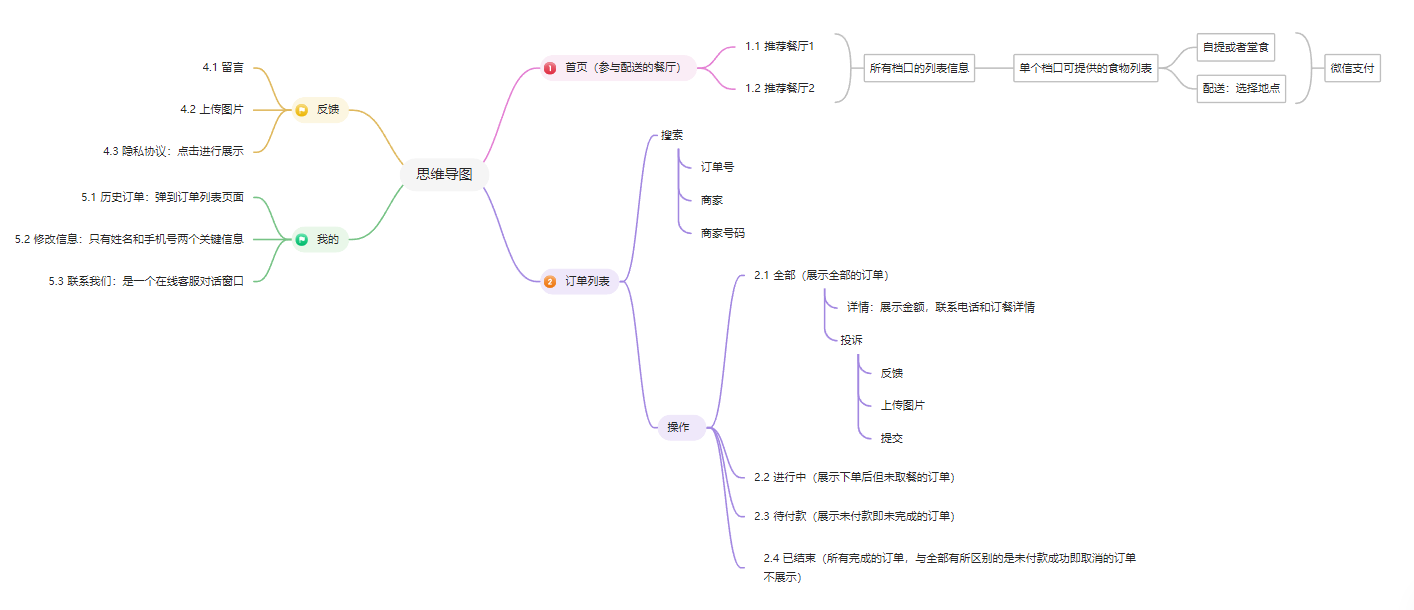 思维导图
1 首页（参与配送的餐厅）
1.1 推荐餐厅1
1.2 推荐餐厅2
所有档口的列表信息
单个档口可提供的食物列表
自提或者堂食
配送：选择地点
微信支付
2 订单列表
搜索
订单号
商家
商家号码
操作
2.1 全部（展示全部的订单）
详情：展示金额，联系电话和订餐详情
投诉
反馈
上传图片
提交
2.2 进行中（展示下单后但未取餐的订单）
2.3 待付款（展示未付款即未完成的订单）
2.4 已结束（所有完成的订单，与全部有所区别的是未付款成功即取消的订单
不展示）
反馈
4.1 留言
4.2 上传图片
4.3 隐私协议：点击进行展示
我的
5.1 历史订单：弹到订单列表页面
5.2 修改信息：只有姓名和手机号两个关键信息
5.3 联系我们：是一个在线客服对话窗口